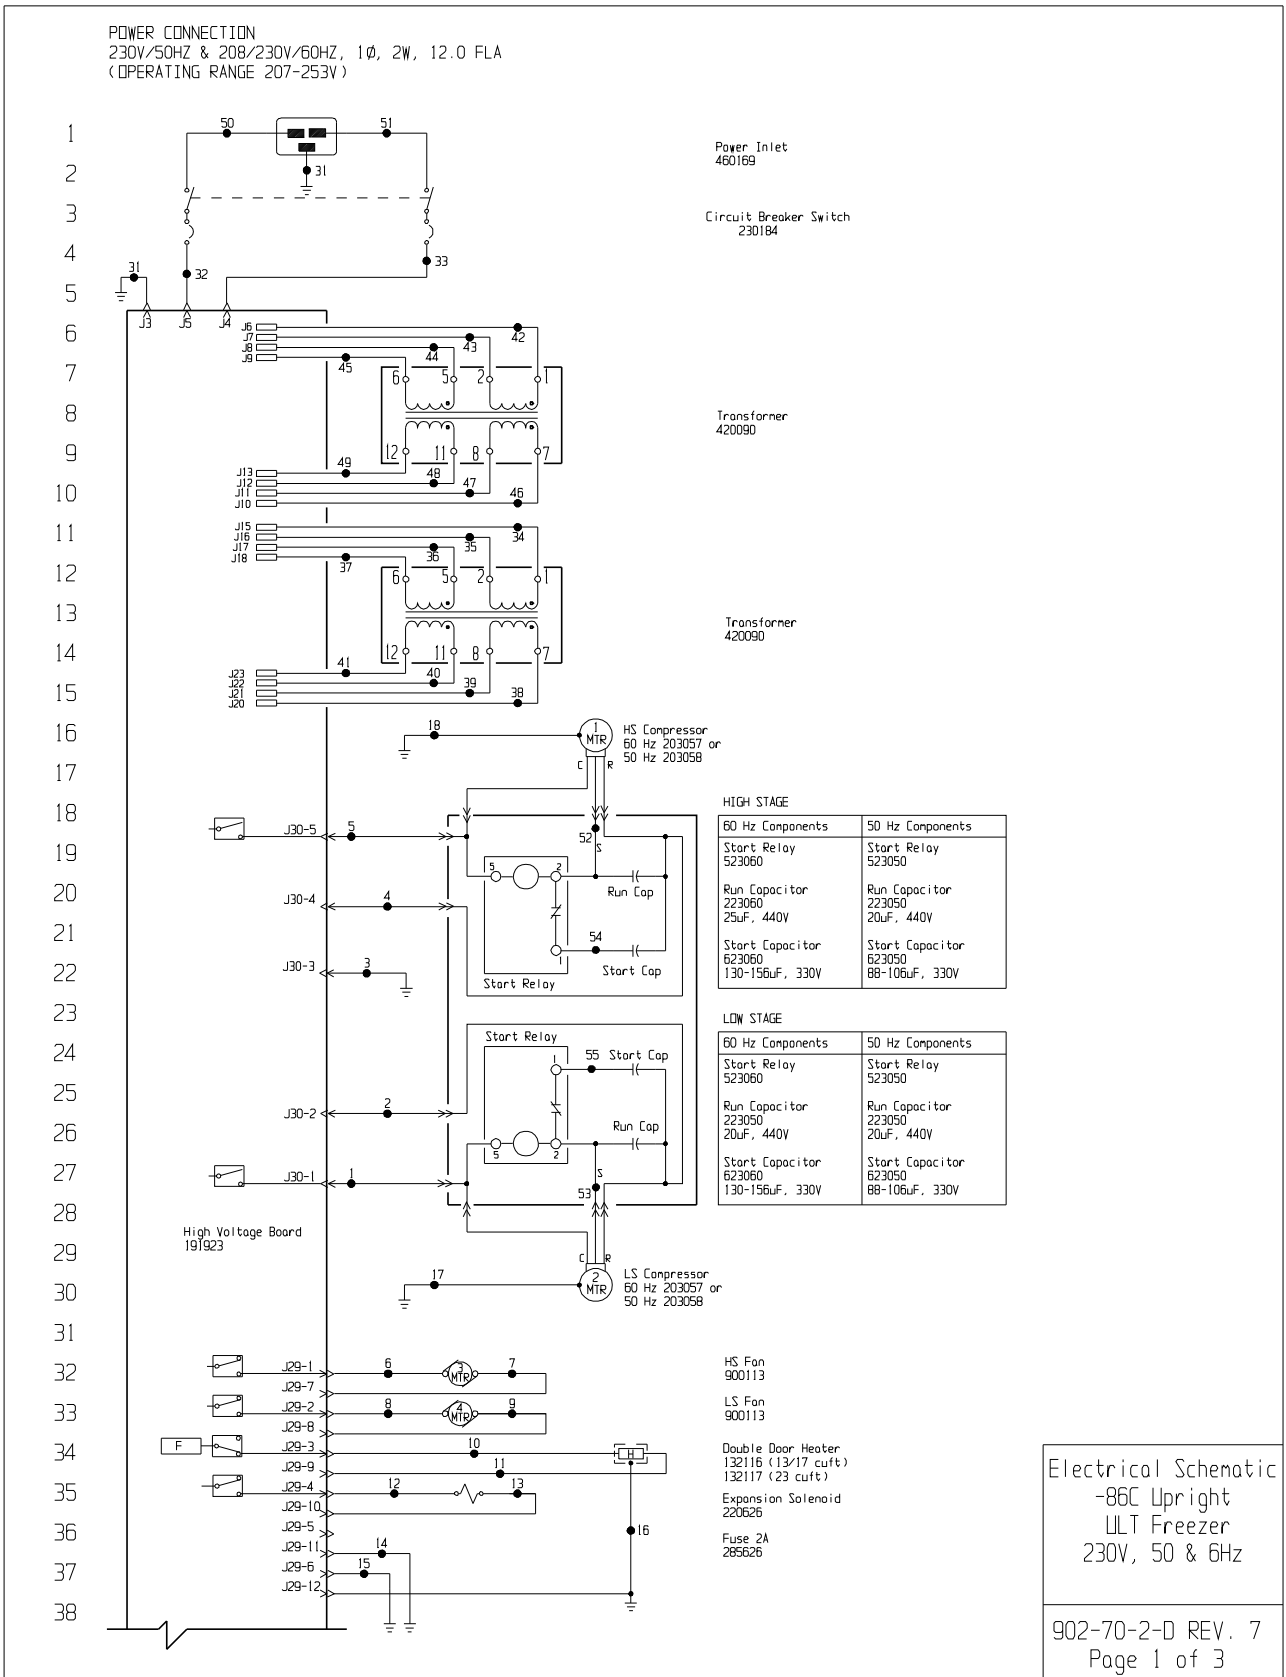 POWER CONNECTION
230V/50HZ & 208/230V/60HZ, 1Ø, 2W, 12.0 FLA
(OPERATING RANGE 207-253V)
1
50
51
Power Inlet
460169
2
31
3
Circuit Breaker Switch
230184
4
31
32
33
5
J3
J5
J4
6
J6
J7
J8
J9
42
43
44
45
7
6
5
2
1
8
Transformer
420090
9
12
11
8
7
J13
J12
J11
J10
49
48
47
46
10
11
J15
J16
J17
J18
34
35
36
37
12
6
5
2
1
13
Transformer
420090
14
12
11
8
7
J23
J22
J21
J20
41
40
39
38
15
16
18
1
MTR
HS Compressor
60 Hz 203057 or
50 Hz 203058
17
C
R
18
J30-5
5
52
S
HIGH STAGE
60 Hz Components
50 Hz Components
Start Relay
523060
Start Relay
523050
Run Capacitor
223060
25uF, 440V
Run Capacitor
223050
20uF, 440V
Start Capacitor
623060
130-156uF, 330V
Start Capacitor
623050
88-106uF, 330V
19
5
2
20
J30-4
4
Run Cap
21
54
1
22
J30-3
3
Start Cap
Start Relay
23
LOW STAGE
60 Hz Components
50 Hz Components
Start Relay
523060
Start Relay
523050
Run Capacitor
223050
20uF, 440V
Run Capacitor
223050
20uF, 440V
Start Capacitor
623060
130-156uF, 330V
Start Capacitor
623050
88-106uF, 330V
24
Start Relay
1
55
Start Cap
25
J30-2
2
26
Run Cap
5
2
27
J30-1
1
S
53
28
High Voltage Board
191923
29
C
R
30
17
2
MTR
LS Compressor
60 Hz 203057 or
50 Hz 203058
31
32
J29-1
6
3
MTR
7
HS Fan
900113
J29-7
33
J29-2
8
4
MTR
9
LS Fan
900113
J29-8
34
F
J29-3
10
H
Double Door Heater
132116 (13/17 cuft)
132117 (23 cuft)
J29-9
11
35
J29-4
12
13
Expansion Solenoid
220626
J29-10
36
J29-5
16
Fuse 2A
285626
J29-11
14
37
J29-6
15
J29-12
38
Electrical Schematic
-86C Upright
ULT Freezer
230V, 50 & 6Hz
902-70-2-D REV. 7
Page 1 of 3